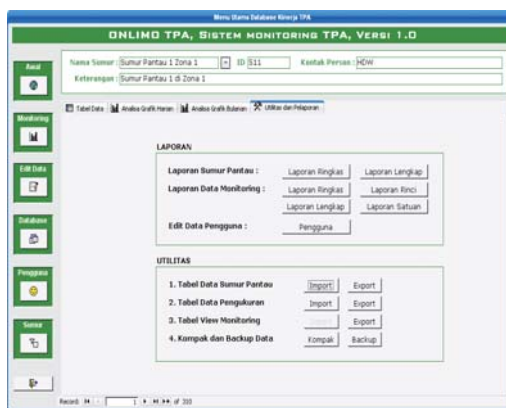 Menu Utama Database Kinerja TPA
ONLIMO TPA, SISTEM MONITORING TPA, VERSI 1.0
Awal
Nama Sumur : Sumur Pantau 1 Zona 1 ID S11 Kontak Person : HDW
Keterangan : Sumur Pantau 1 di Zona 1
Tabel Data Analisa Grafik Harian Analisa Grafik Bulanan Utilitas dan Pelaporan
Monitoring
Edit Data
Database
Pengguna
Sumur
LAPORAN
Laporan Sumur Pantau : Laporan Ringkas Laporan Lengkap
Laporan Data Monitoring : Laporan Ringkas Laporan Rinci
Laporan Lengkap Laporan Satuan
Edit Data Pengguna : Pengguna
UTILITAS
1. Tabel Data Sumur Pantau Import Export
2. Tabel Data Pengukuran Import Export
3. Tabel View Monitoring Export
4. Kompak dan Backup Data Kompak Backup
Record: 1 of 310